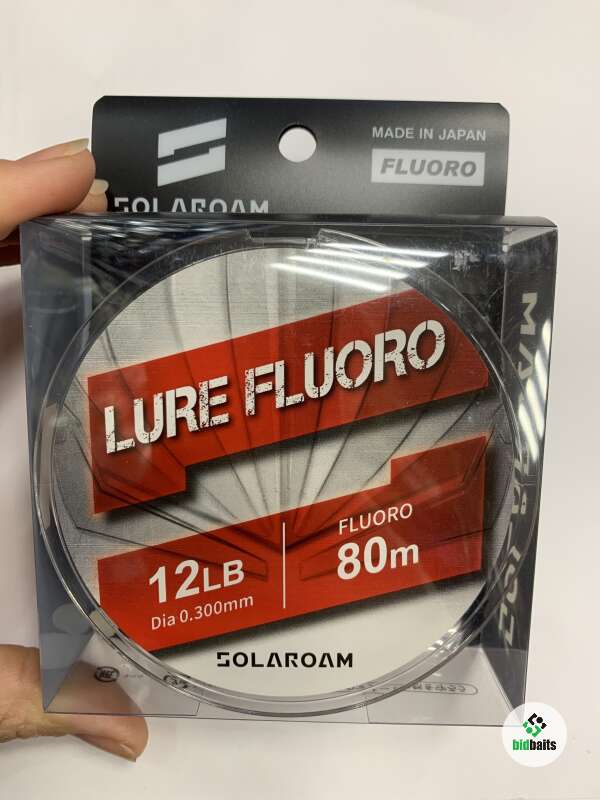 MADE IN JAPAN
FLUORO
SOLAROAM
LURE FLUORO
12LB
Dia 0.300mm
FLUORO
80m
SOLAROAM
bidbaits